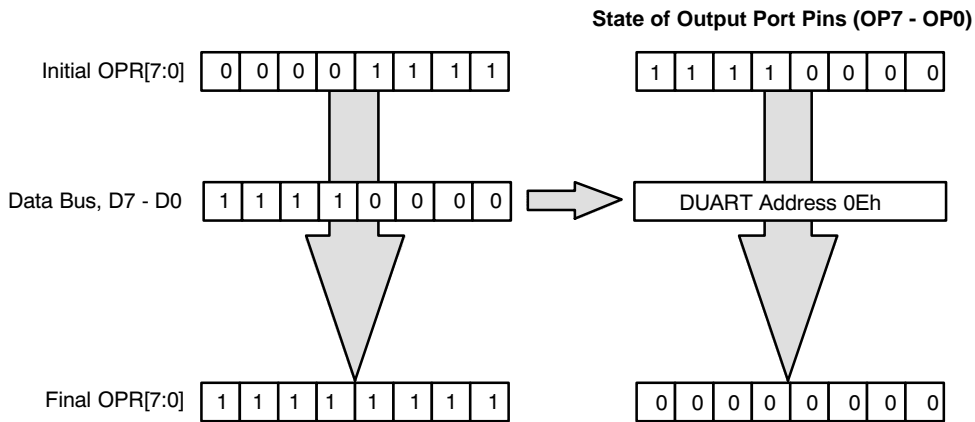 State of Output Port Pins (OP7 - OP0)
Initial OPR[7:0] 0 0 0 0 1 1 1 1 1 1 1 1 0 0 0 0
Data Bus, D7 - D0 1 1 1 1 0 0 0 0 DUART Address 0Eh
Final OPR[7:0] 1 1 1 1 1 1 1 1 0 0 0 0 0 0 0 0